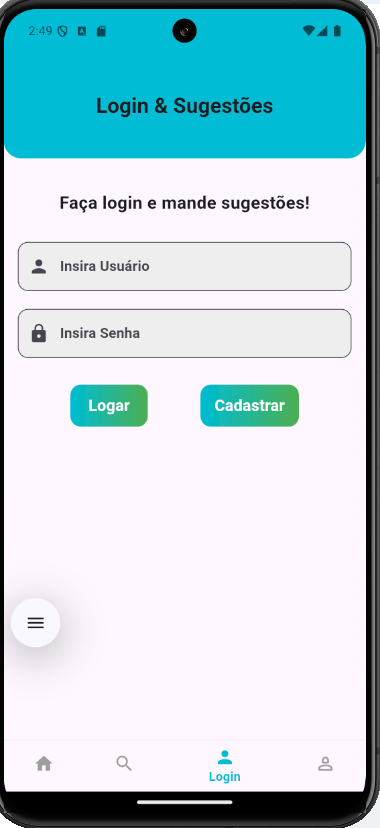 2:49
Login & Sugestões
Faça login e mande sugestões!
Insira Usuário
Insira Senha
Logar Cadastrar
Login